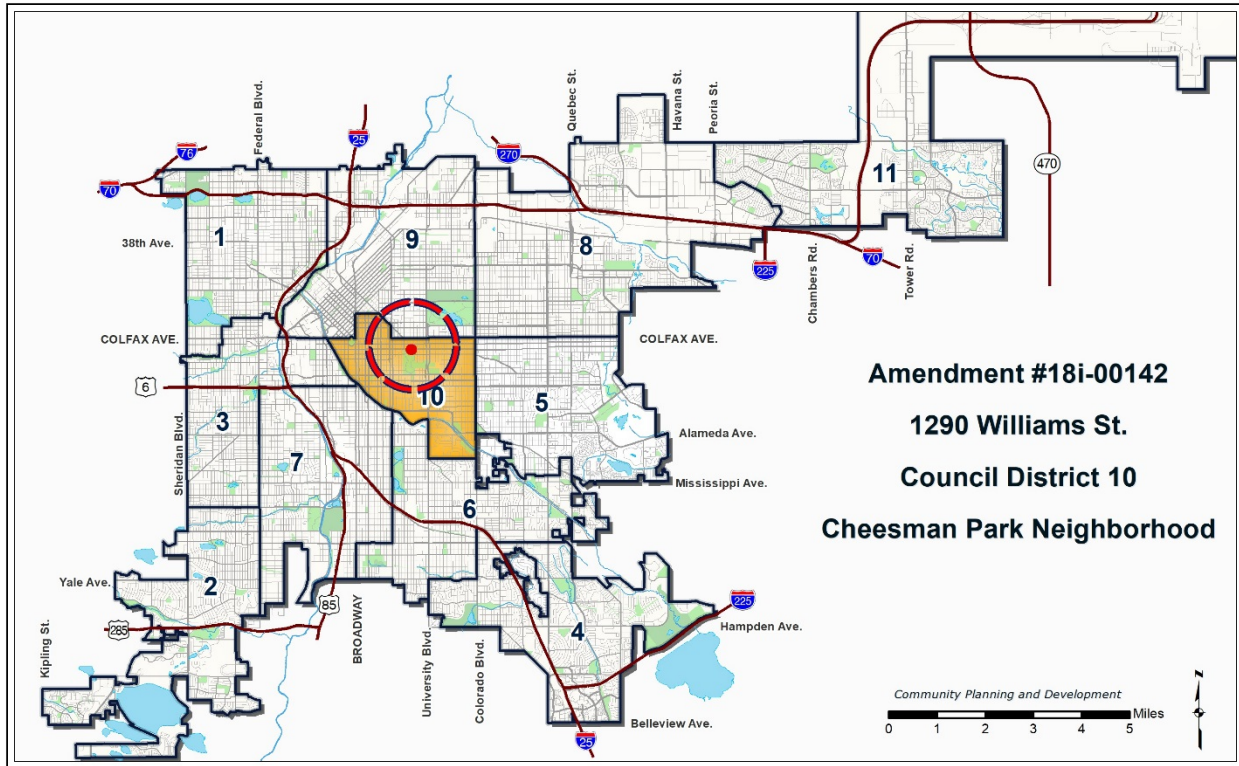 Federal Blvd.
Quebec St.
Havana St.
Peoria St.
25
76
270
70
11
470
1
9
8
38th Ave.
225
Chambers Rd.
70
Tower Rd.
COLFAX AVE.
COLFAX AVE.
6
10
5
3
Sheridan Blvd.
7
Alameda Ave.
Mississippi Ave.
6
2
Yale Ave.
85
285
Kipling St.
BROADWAY
University Blvd.
Colorado Blvd.
4
225
Hampden Ave.
Belleview Ave.
25
Amendment #18i-00142
1290 Williams St.
Council District 10
Cheesman Park Neighborhood
Community Planning and Development
Miles
0 1 2 3 4 5
N